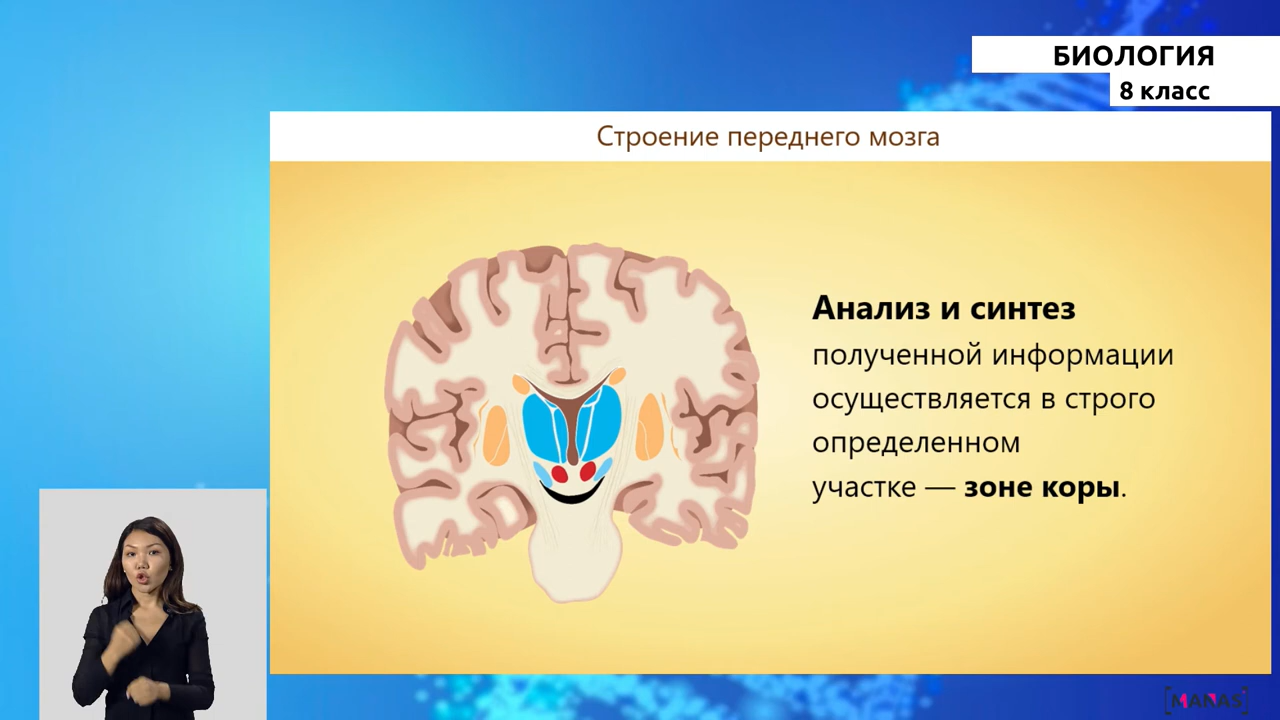 БИОЛОГИЯ
8 класс
Строение переднего мозга
Анализ и синтез
полученной информации
осуществляется в строго
определенном
участке — зоне коры.
MANAS